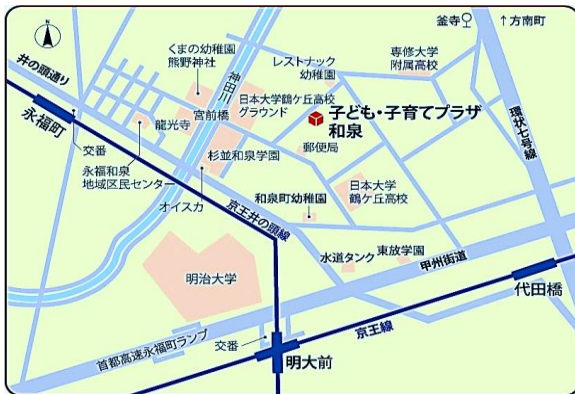 釜寺
↑方南町
専修大学
附属高校
くまの幼稚園
熊野神社
レストナック
幼稚園
神田川
井の頭通り
日本大学鶴ケ丘高校
グラウンド
子ども・子育てプラザ
和泉
環状七号線
永福町
宮前橋
龍光寺
郵便局
交番
杉並和泉学園
永福和泉
地域区民センター
日本大学
鶴ケ丘高校
オイスカ
和泉町幼稚園
京王井の頭線
水道タンク
東放学園
甲州街道
明治大学
代田橋
京王線
首都高速永福町ランプ
交番
明大前